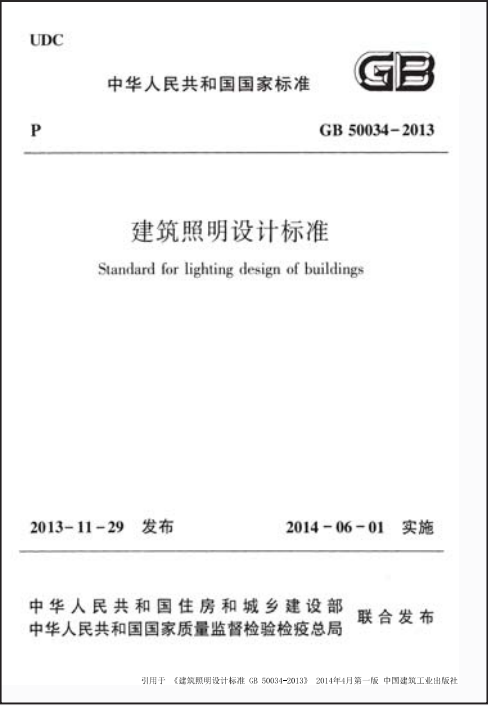 UDC
中华人民共和国国家标准
GB
P
GB 50034-2013
建筑照明设计标准
Standard for lighting design of buildings
2013-11-29 发布
2014-06-01 实施
中华人民共和国住房和城乡建设部
中华人民共和国国家质量监督检验检疫总局
联合发布
引用于 《建筑照明设计标准 GB 50034-2013》 2014年4月第一版 中国建筑工业出版社